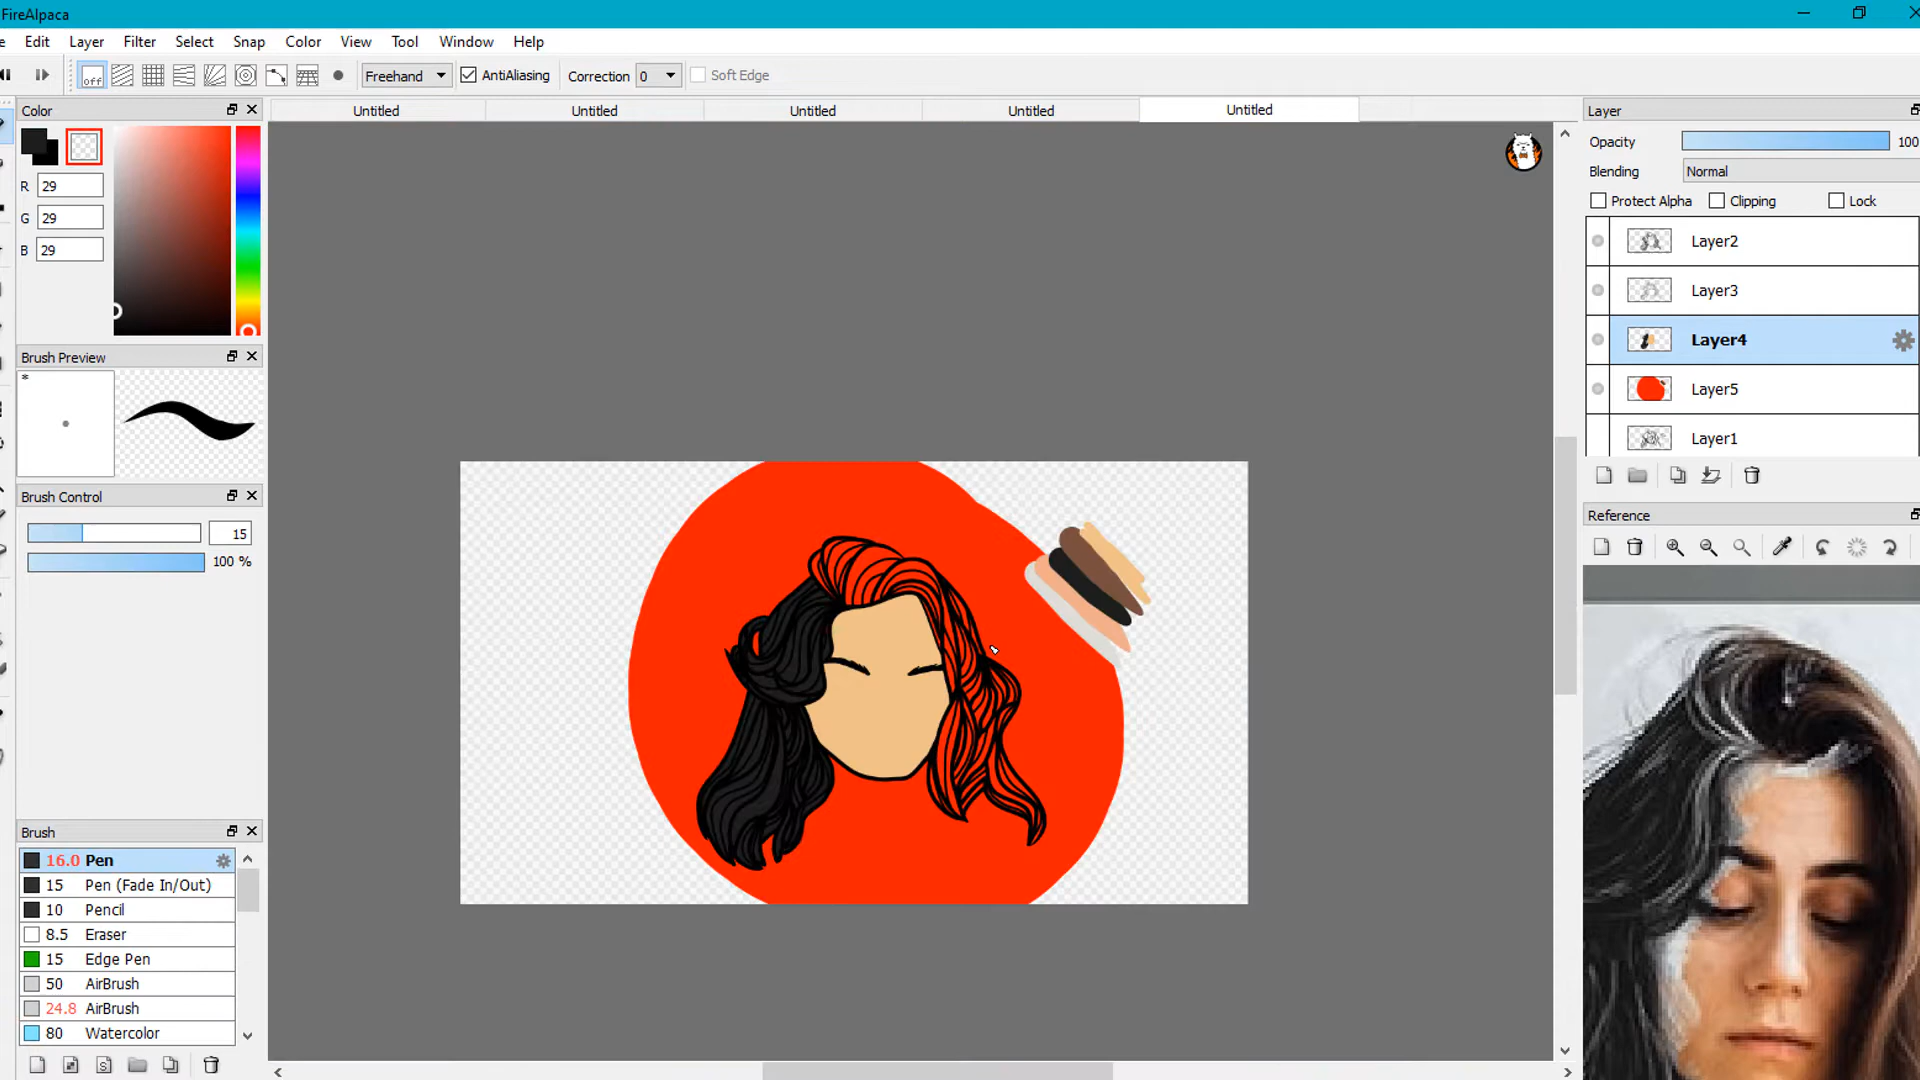 FireAlpaca
e Edit Layer Filter Select Snap Color View Tool Window Help
off Freehand AntiAliasing Correction 0 Soft Edge
Color
R 29
G 29
B 29
Brush Preview
*
Brush Control
15
100 %
Brush
16.0 Pen
15 Pen (Fade In/Out)
10 Pencil
8.5 Eraser
15 Edge Pen
50 AirBrush
24.8 AirBrush
80 Watercolor
Untitled Untitled Untitled Untitled Untitled
Layer
Opacity 100
Blending Normal
Protect Alpha Clipping Lock
Layer2
Layer3
Layer4
Layer5
Layer1
Reference